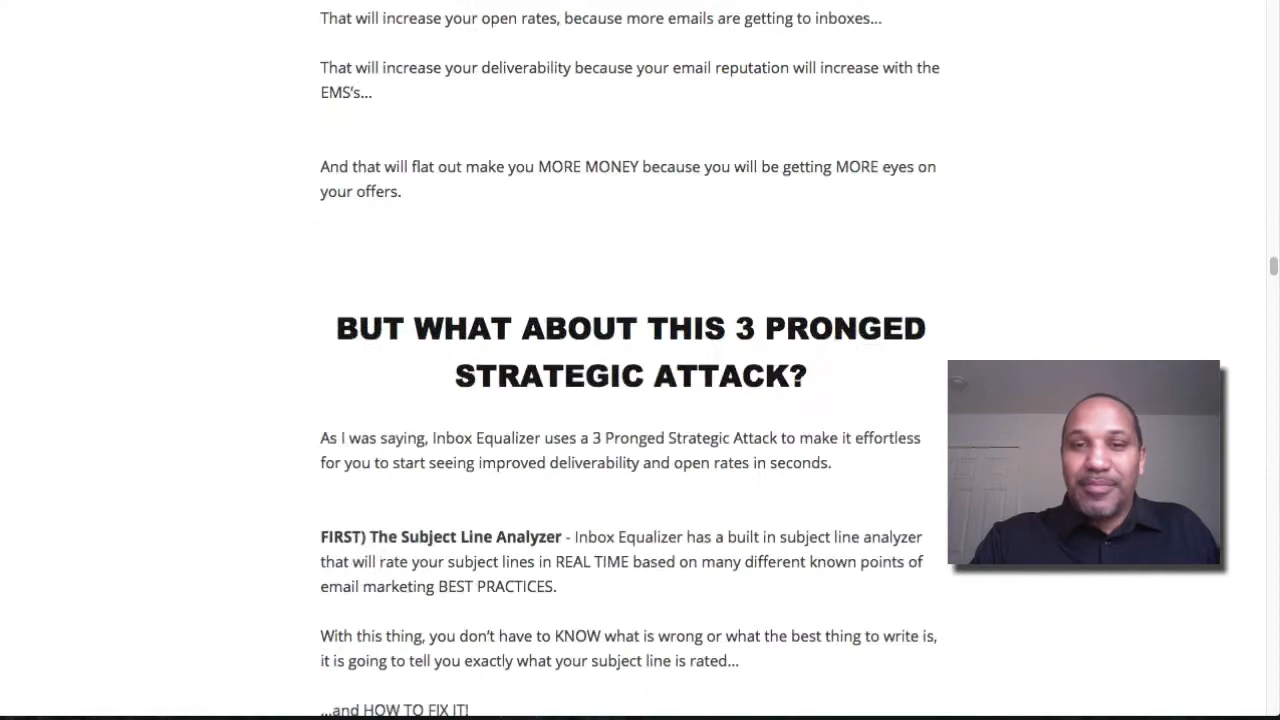 That will increase your open rates, because more emails are getting to inboxes...
That will increase your deliverability because your email reputation will increase with the
EMS's...
And that will flat out make you MORE MONEY because you will be getting MORE eyes on
your offers.
BUT WHAT ABOUT THIS 3 PRONGED
STRATEGIC ATTACK?
As I was saying, Inbox Equalizer uses a 3 Pronged Strategic Attack to make it effortless
for you to start seeing improved deliverability and open rates in seconds.
FIRST) The Subject Line Analyzer - Inbox Equalizer has a built in subject line analyzer
that will rate your subject lines in REAL TIME based on many different known points of
email marketing BEST PRACTICES.
With this thing, you don't have to KNOW what is wrong or what the best thing to write is,
it is going to tell you exactly what your subject line is rated...
...and HOW TO FIX IT!